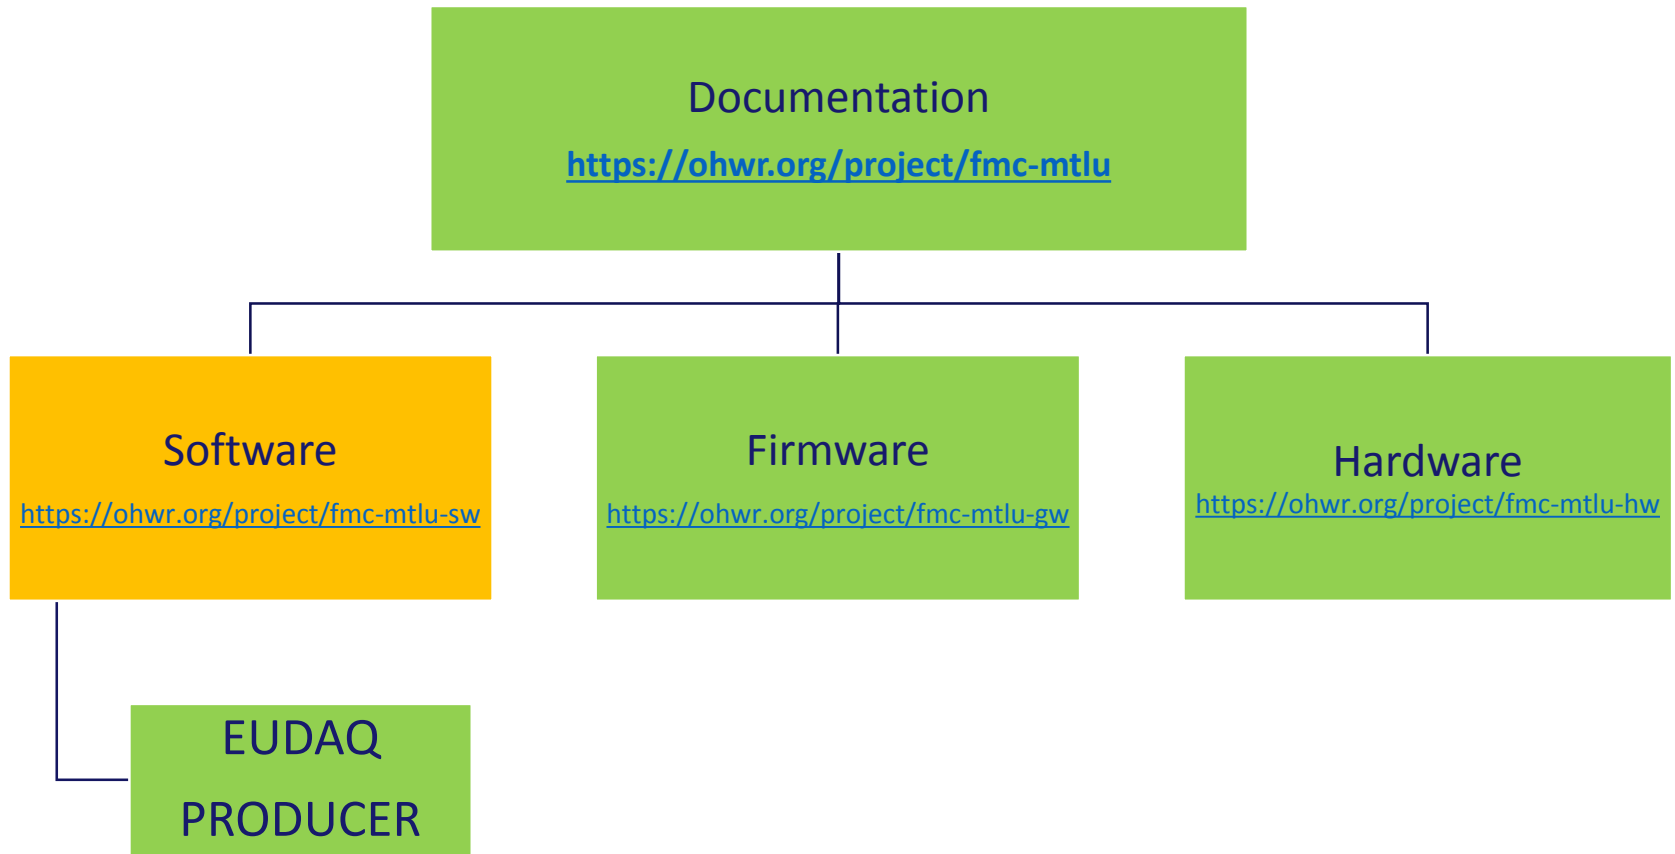 Documentation
https://ohwr.org/project/fmc-mtlu
Software
https://ohwr.org/project/fmc-mtlu-sw
Firmware
https://ohwr.org/project/fmc-mtlu-gw
Hardware
https://ohwr.org/project/fmc-mtlu-hw
EUDAQ
PRODUCER